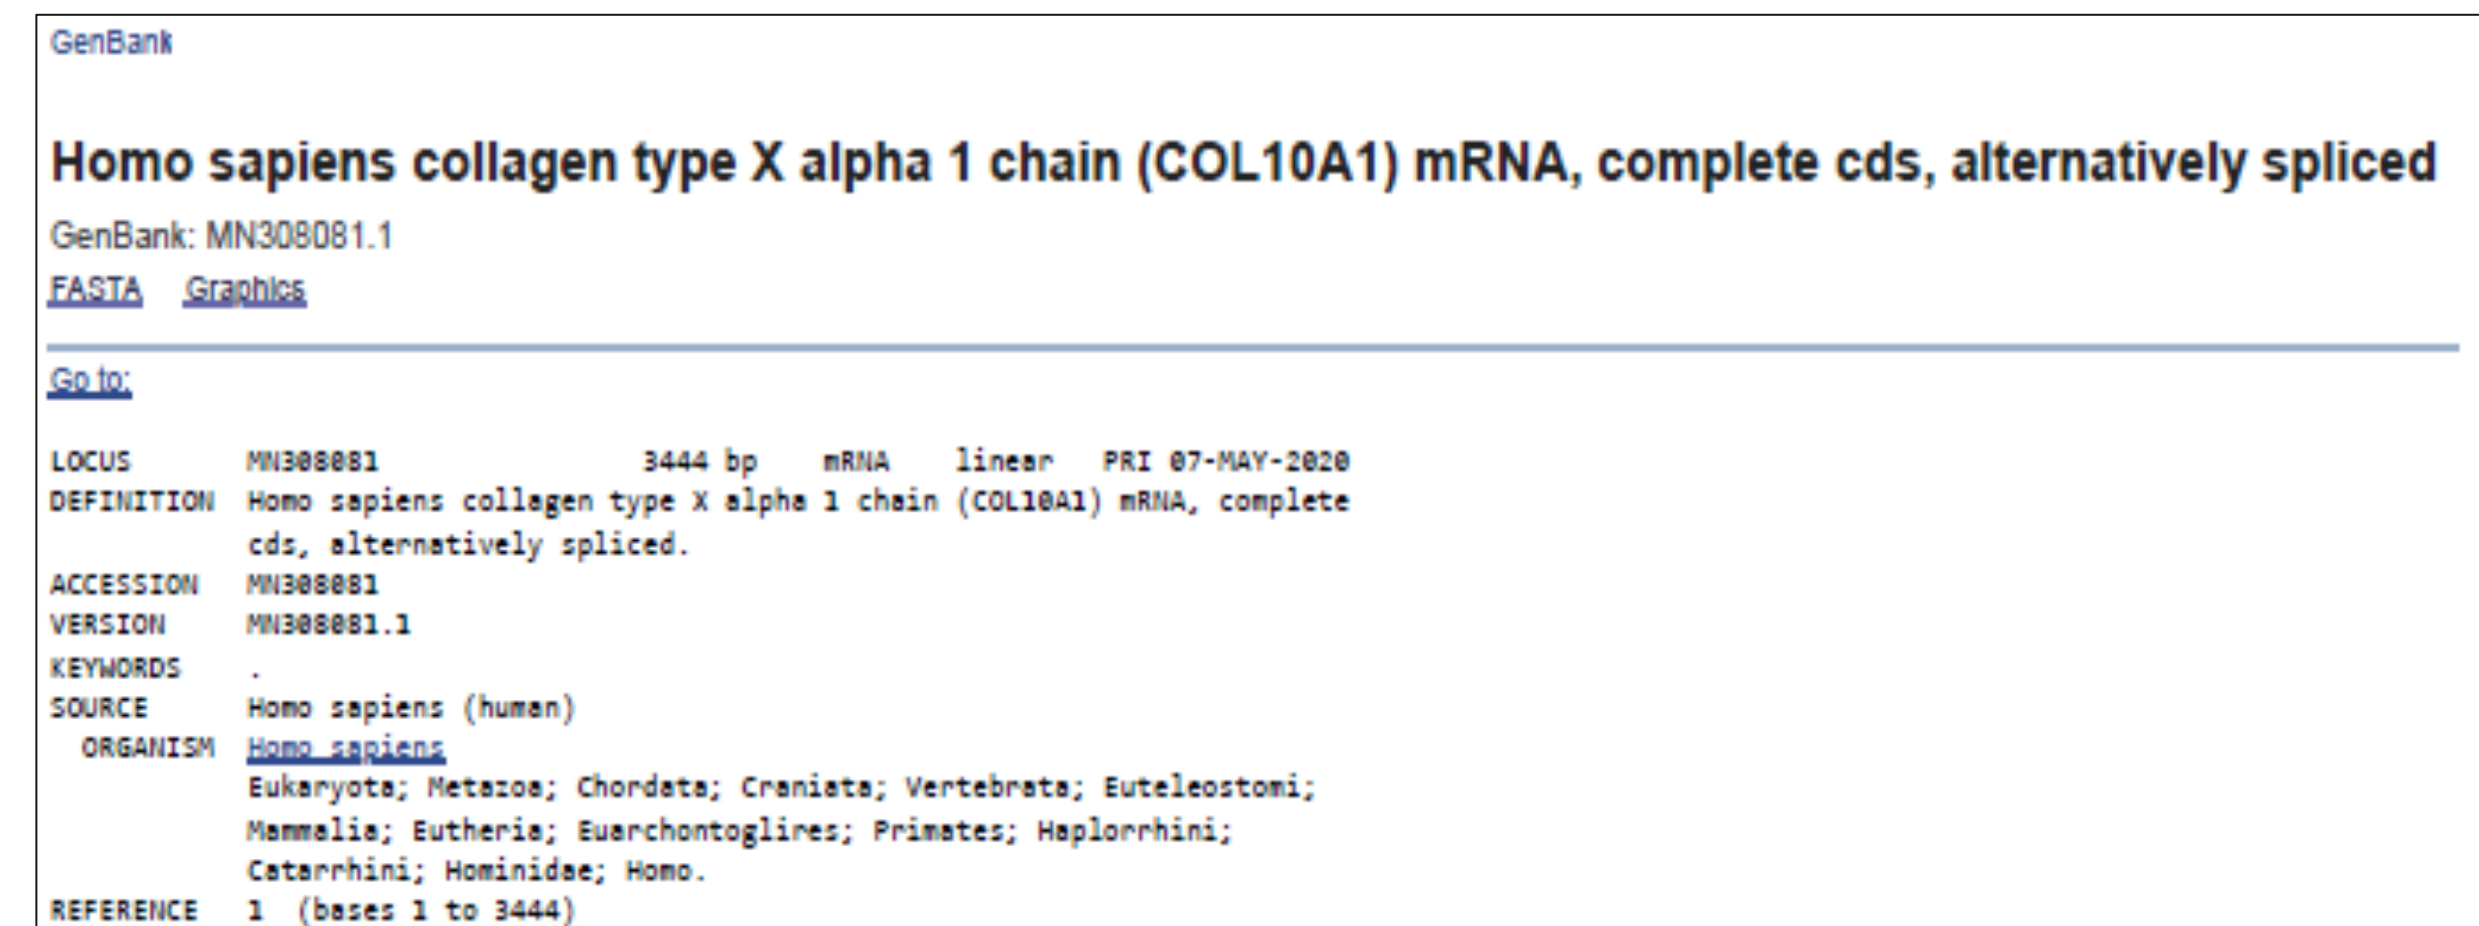 GenBank
Homo sapiens collagen type X alpha 1 chain (COL10A1) mRNA, complete cds, alternatively spliced
GenBank: MN308081.1
FASTA Graphics
Go to:
LOCUS MN308081 3444 bp mRNA linear PRI 07-MAY-2020
DEFINITION Homo sapiens collagen type X alpha 1 chain (COL10A1) mRNA, complete
cds, alternatively spliced.
ACCESSION MN308081
VERSION MN308081.1
KEYWORDS .
SOURCE Homo sapiens (human)
ORGANISM Homo sapiens
Eukaryota; Metazoa; Chordata; Craniata; Vertebrata; Euteleostomi;
Mammalia; Eutheria; Euarchontoglires; Primates; Haplorrhini;
Catarrhini; Hominidae; Homo.
REFERENCE 1 (bases 1 to 3444)